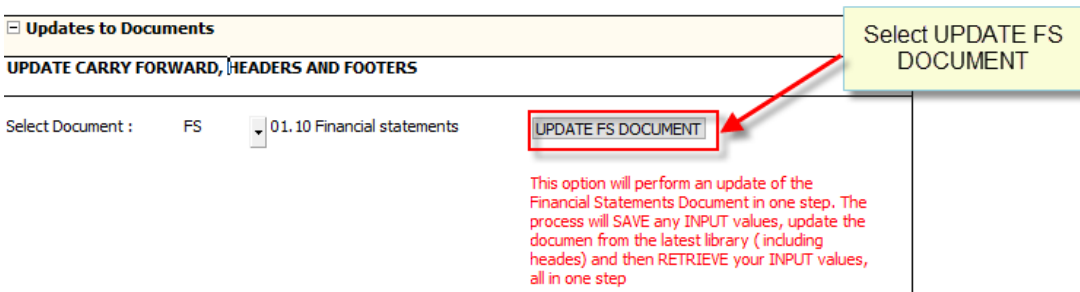 Updates to Documents
Select UPDATE FS
DOCUMENT
UPDATE CARRY FORWARD, HEADERS AND FOOTERS
Select Document : FS 01.10 Financial statements UPDATE FS DOCUMENT
This option will perform an update of the
Financial Statements Document in one step. The
process will SAVE any INPUT values, update the
documen from the latest library ( including
heades) and then RETRIEVE your INPUT values,
all in one step